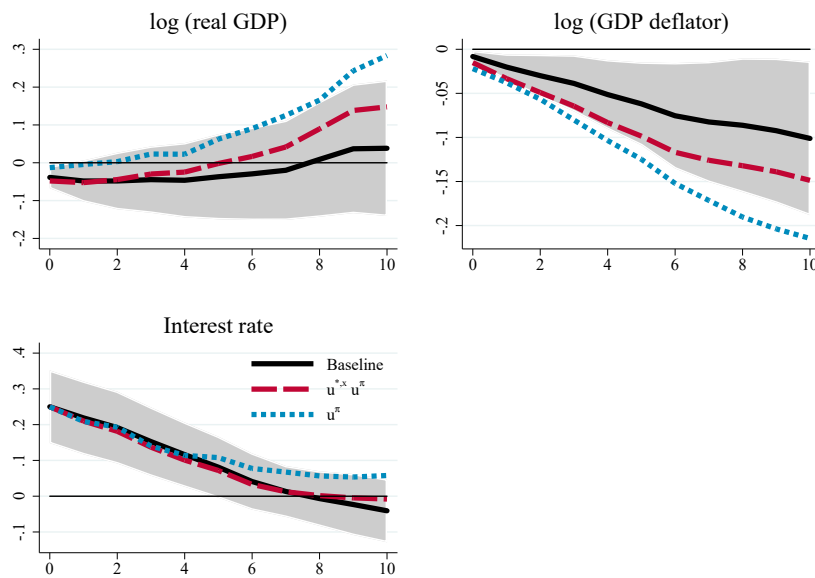 log (real GDP)
.3
.2
.1
0
-.1
-.2
0 2 4 6 8 10
log (GDP deflator)
0
-.05
-.1
-.15
-.2
0 2 4 6 8 10
Interest rate
.4
.3
.2
.1
0
-.1
0 2 4 6 8 10
Baseline
u*,x uπ
uπ